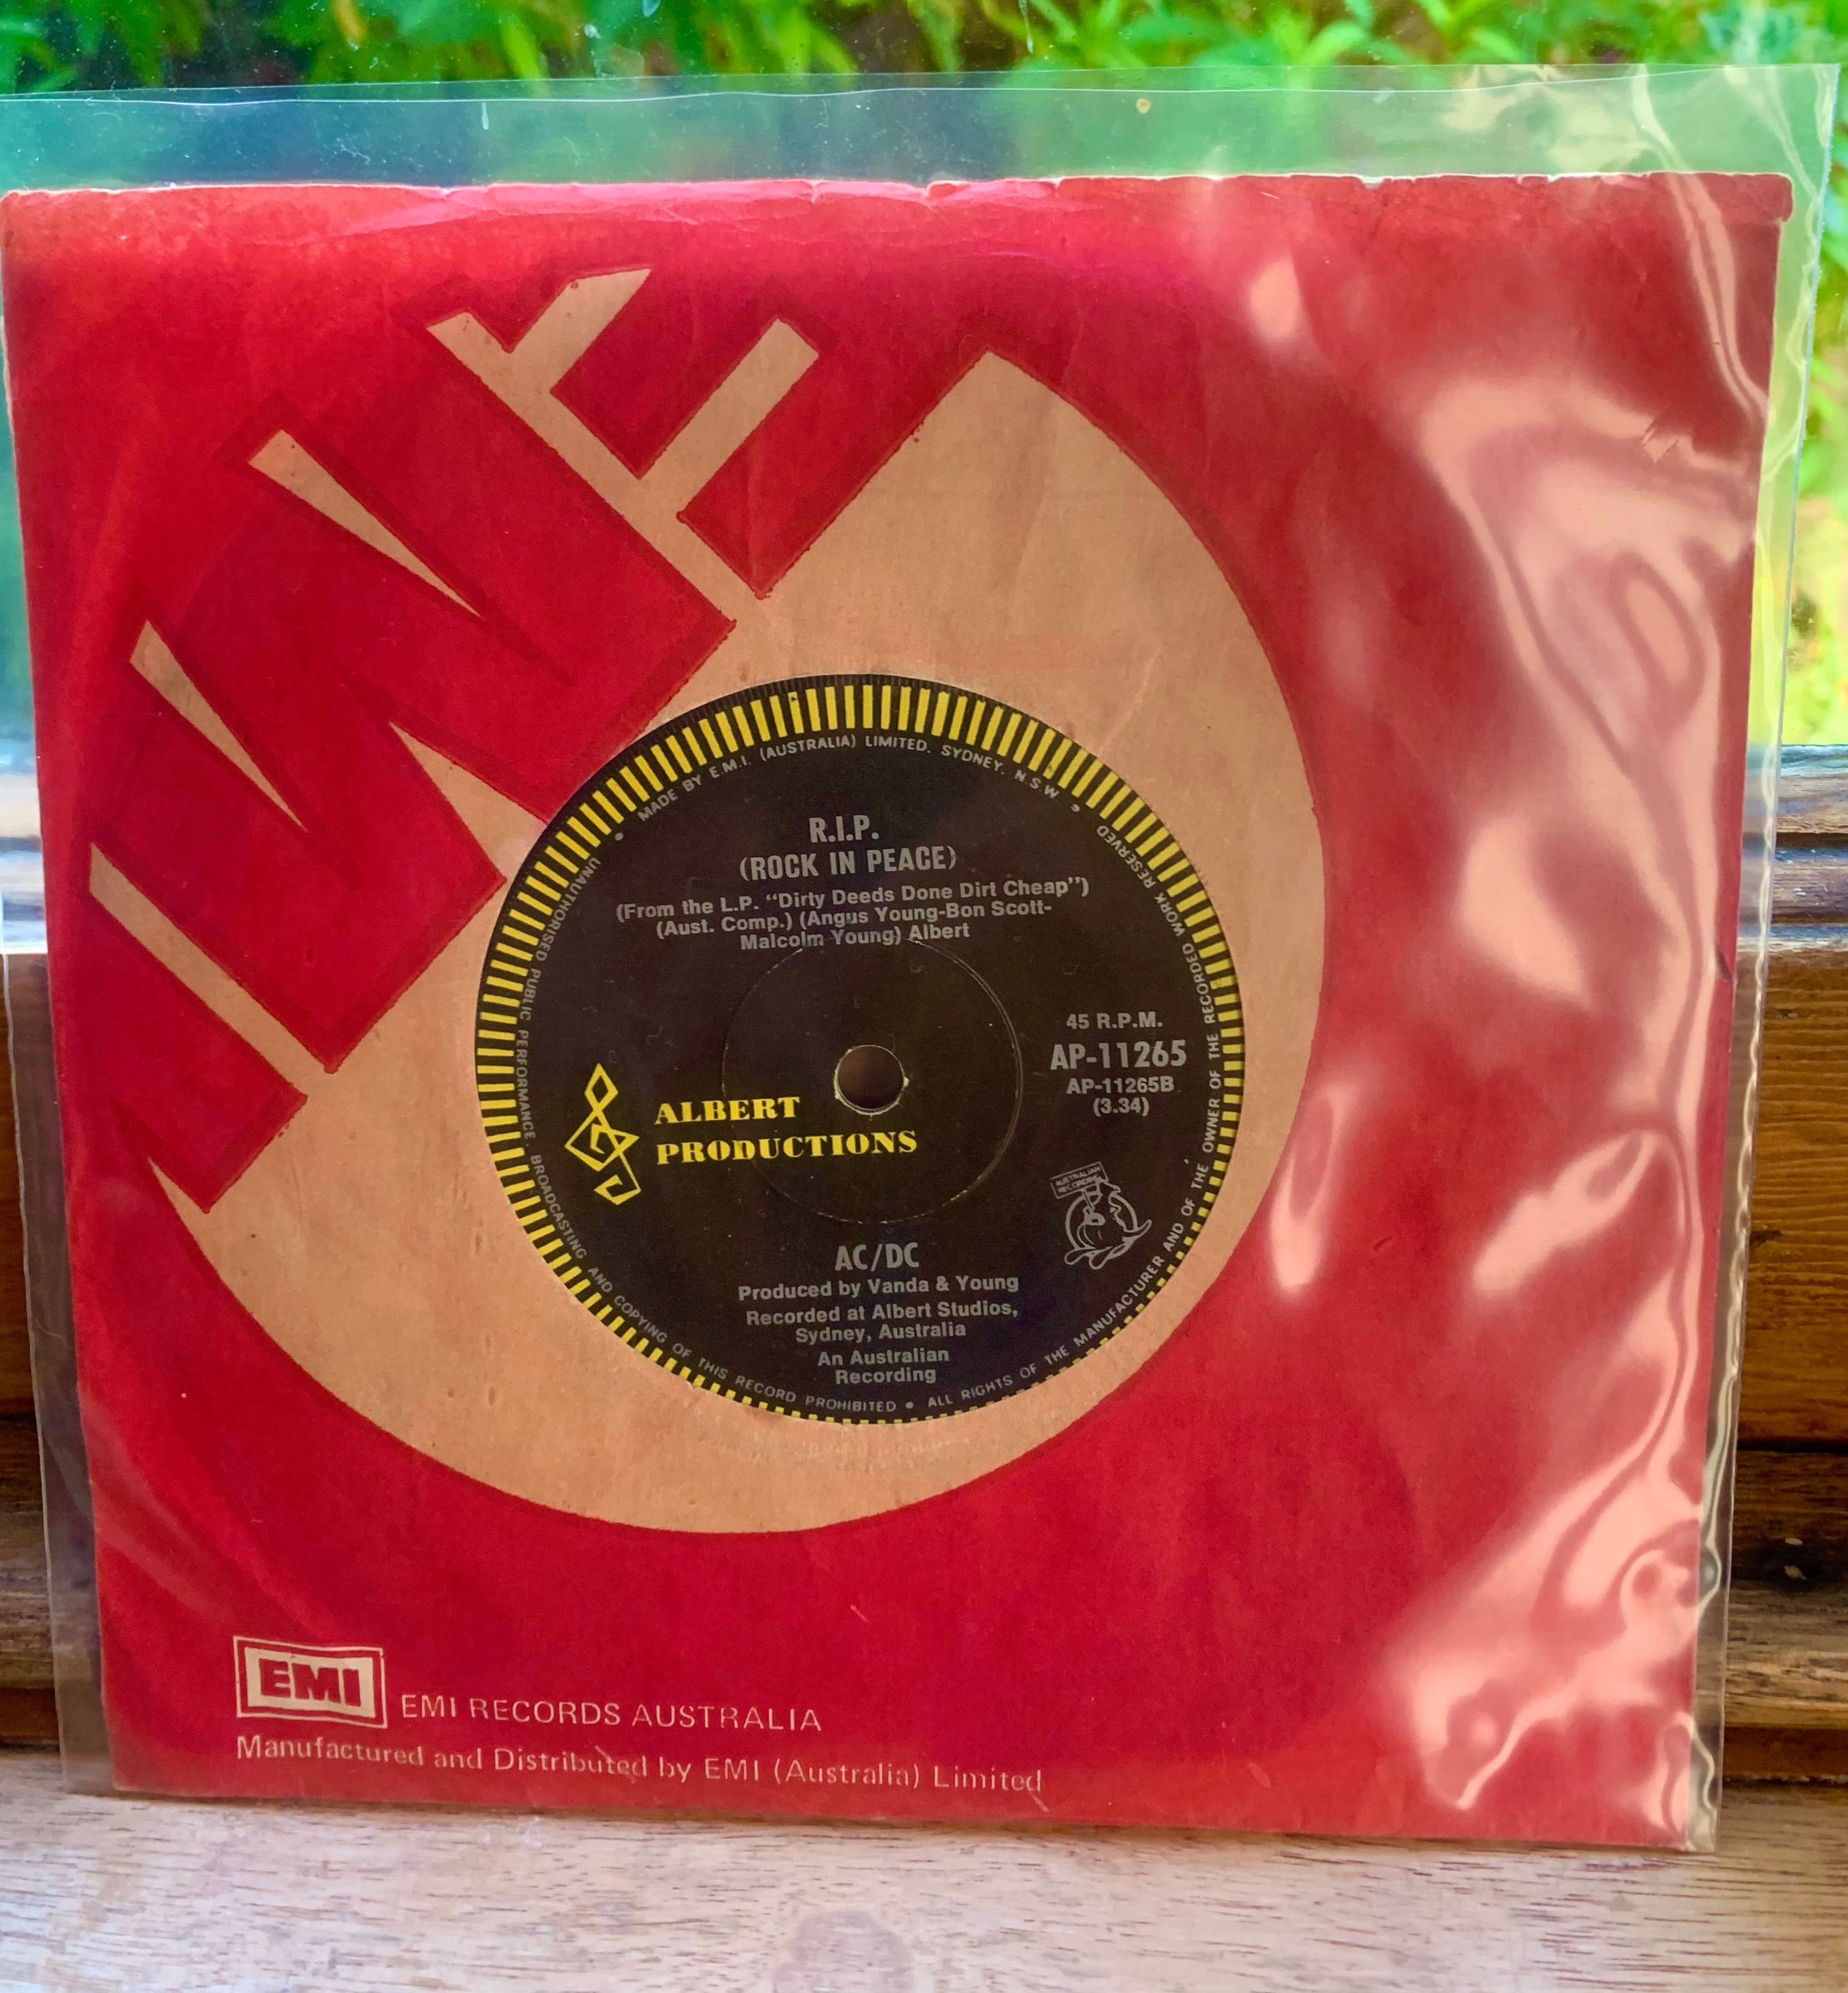 EMI
MADE BY E.M.I. (AUSTRALIA) LIMITED. SYDNEY. N.S.W
R.I.P.
(ROCK IN PEACE)
(From the L.P. “Dirty Deeds Done Dirt Cheap”)
(Aust. Comp.) (Angus Young-Bon Scott-
Malcolm Young) Albert
45 R.P.M.
AP-11265
AP-11265B
(3.34)
ALBERT
PRODUCTIONS
AUSTRALIAN
RECORDING
AC/DC
Produced by Vanda & Young
Recorded at Albert Studios,
Sydney, Australia
An Australian
Recording
UNAUTHORISED PUBLIC PERFORMANCE. BROADCASTING AND COPYING OF THIS RECORD PROHIBITED • ALL RIGHTS OF THE MANUFACTURER AND OF THE OWNER OF THE RECORDED WORK RESERVED
EMI
EMI RECORDS AUSTRALIA
Manufactured and Distributed by EMI (Australia) Limited